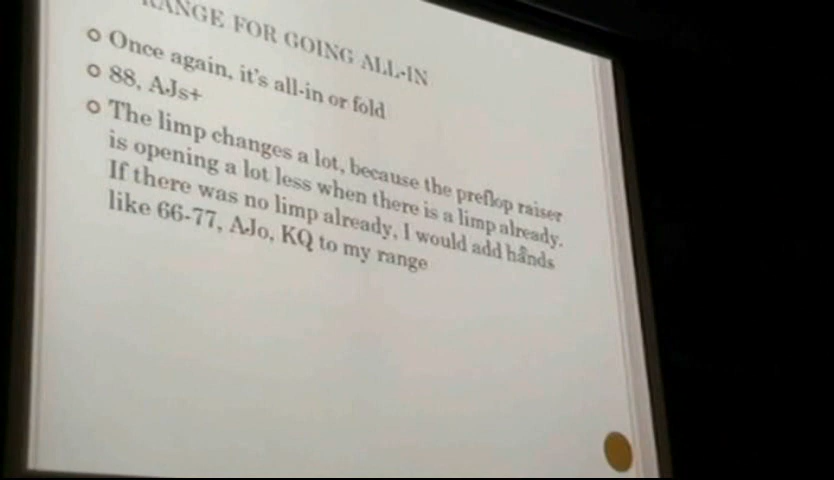 RANGE FOR GOING ALL-IN
Once again, it's all-in or fold
88, AJs+
The limp changes a lot, because the preflop raiser
is opening a lot less when there is a limp already.
If there was no limp already, I would add hands
like 66-77, AJo, KQ to my range